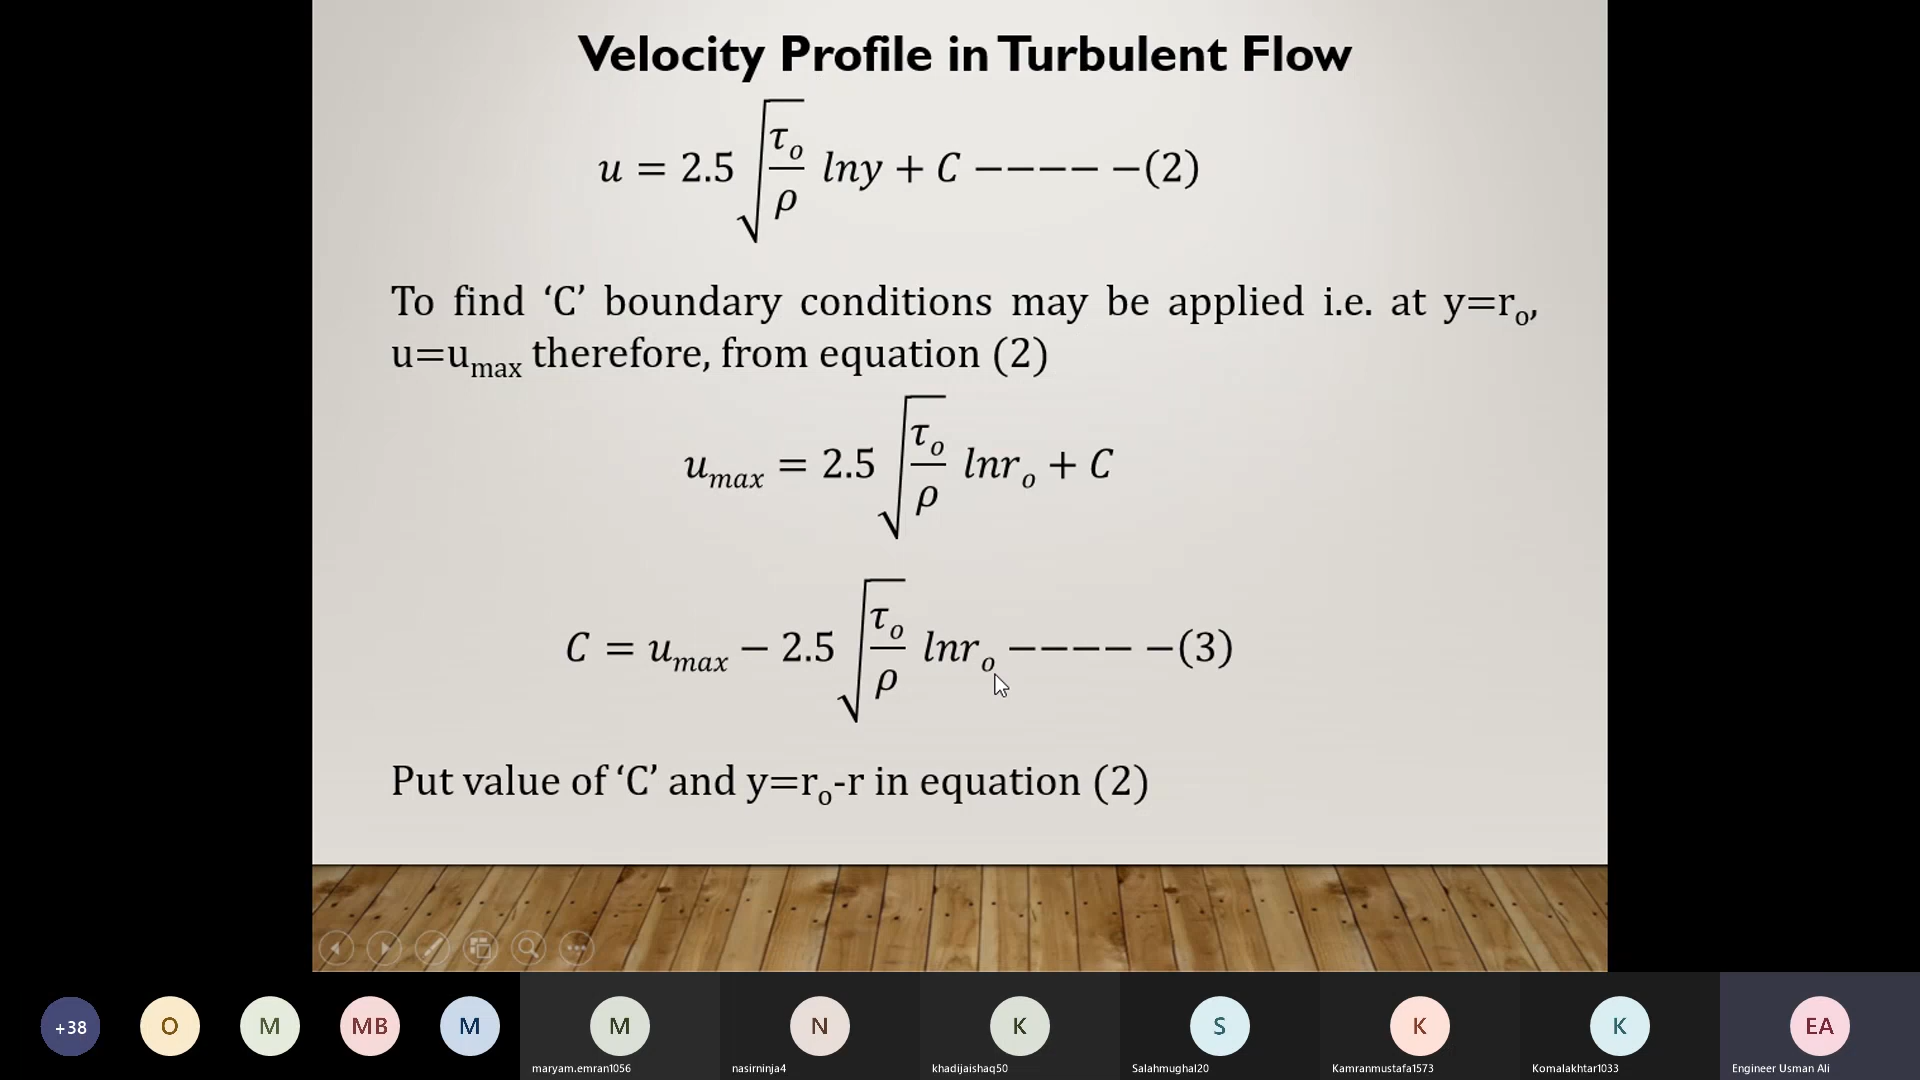 Velocity Profile in Turbulent Flow
u = 2.5 √(τₒ/ρ) lny + C −−−− −(2)
To find ‘C’ boundary conditions may be applied i.e. at y=rₒ,
u=uₘₐₓ therefore, from equation (2)
uₘₐₓ = 2.5 √(τₒ/ρ) lnrₒ + C
C = uₘₐₓ − 2.5 √(τₒ/ρ) lnrₒ −−−− −(3)
Put value of ‘C’ and y=rₒ-r in equation (2)
+38 O M MB M M N K S K K EA
maryam.emran1056 nasirninja4 khadijaishaq50 Salahmughal20 Kamranmustafa1573 Komalakhtar1033 Engineer Usman Ali